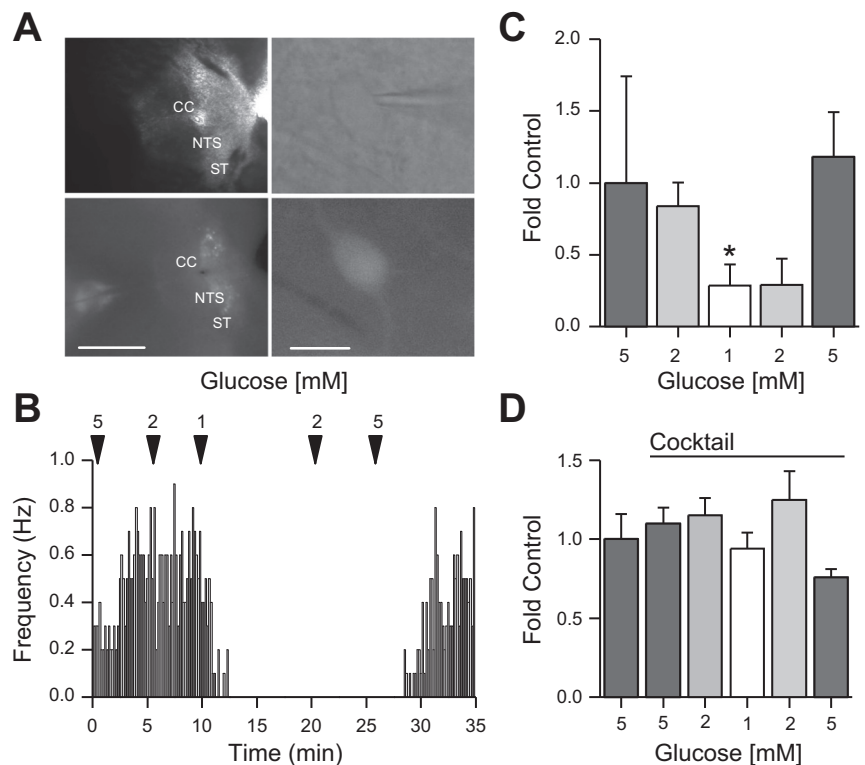 A
CC
NTS
ST
CC
NTS
ST
Glucose [mM]
B
5 2 1 2 5
1.0
0.8
0.6
0.4
0.2
0.0
Frequency (Hz)
0 5 10 15 20 25 30 35
Time (min)
C
2.0
1.5
1.0
0.5
0.0
Fold Control
*
5 2 1 2 5
Glucose [mM]
D
Cocktail
1.5
1.0
0.5
0.0
Fold Control
5 5 2 1 2 5
Glucose [mM]